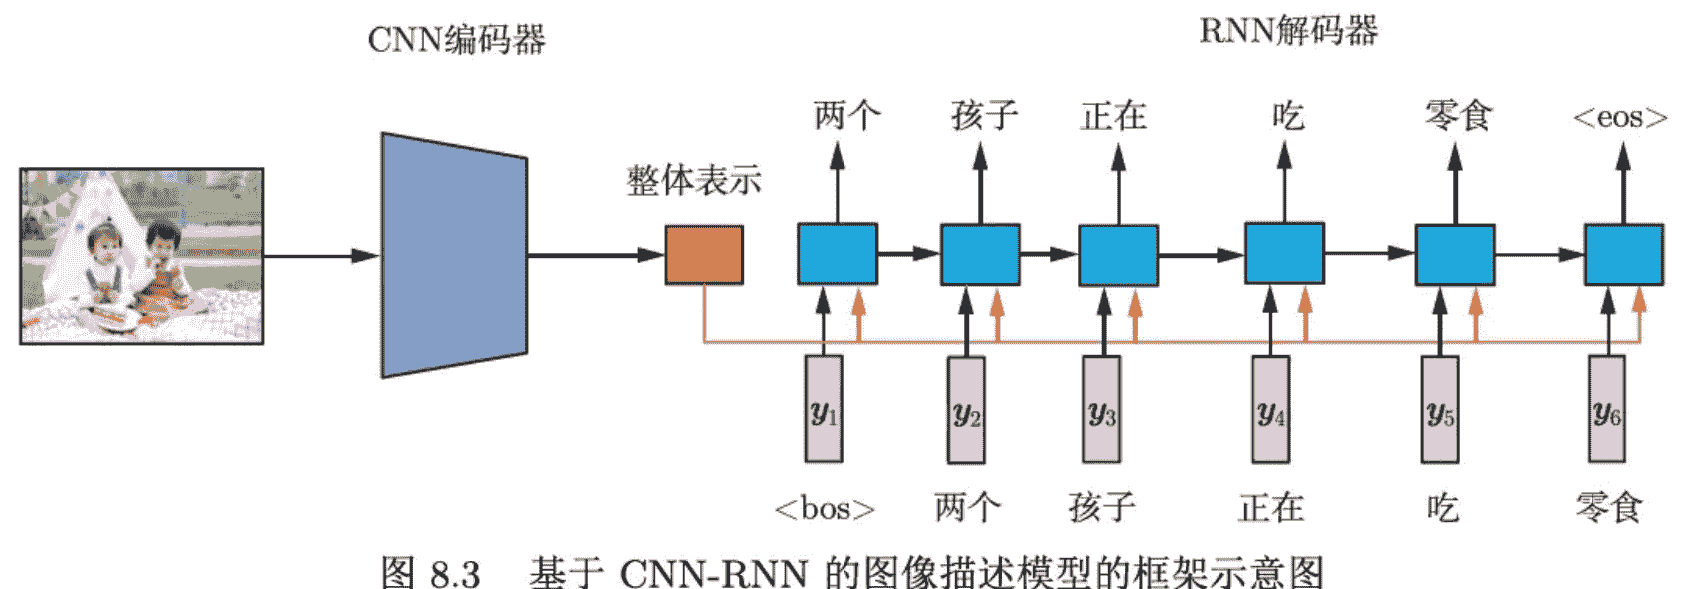 CNN编码器
RNN解码器
两个 孩子 正在 吃 零食 <eos>
整体表示
y1 y2 y3 y4 y5 y6
<bos> 两个 孩子 正在 吃 零食
图 8.3 基于 CNN-RNN 的图像描述模型的框架示意图